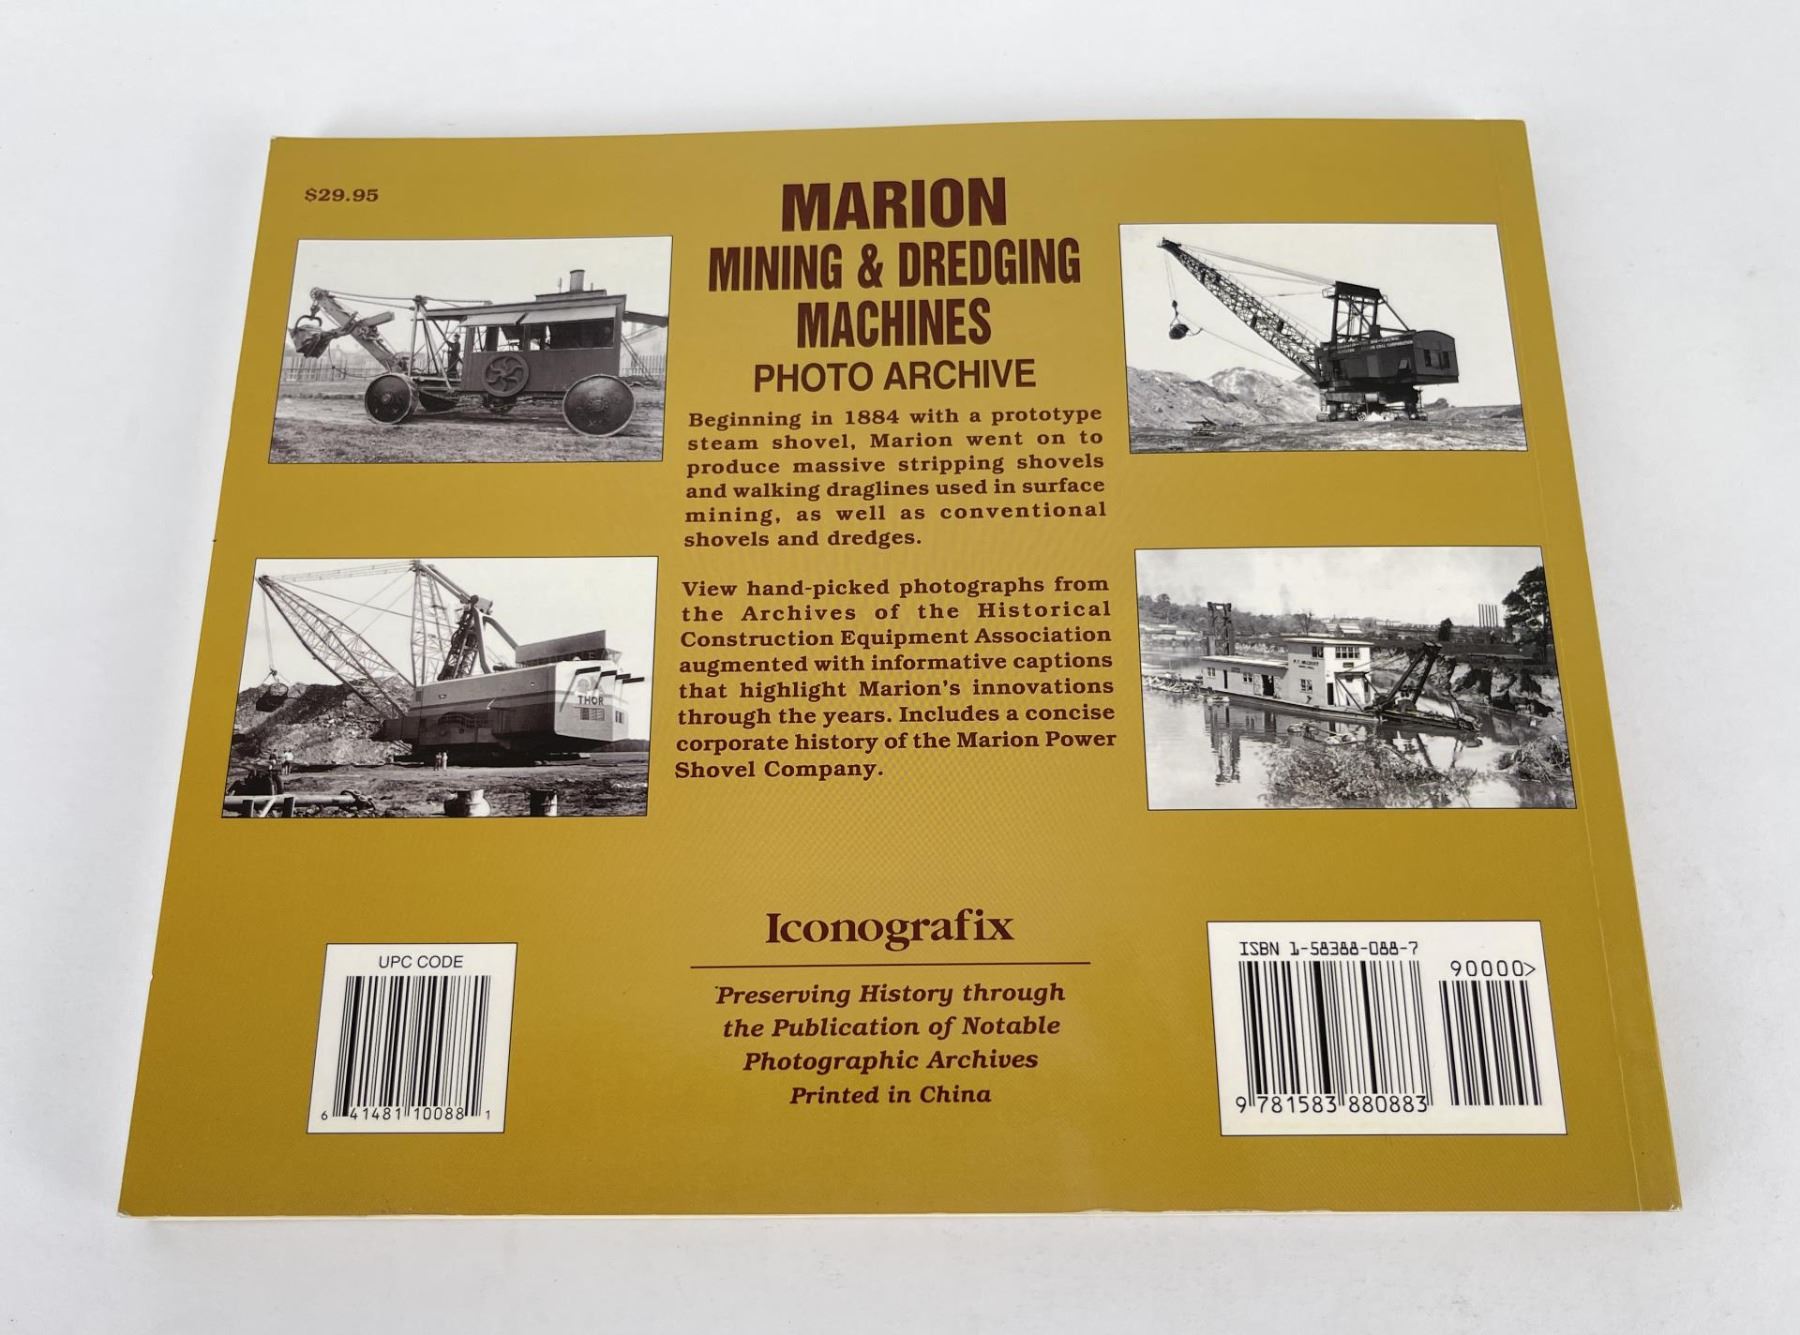 $29.95
MARION
MINING & DREDGING
MACHINES
PHOTO ARCHIVE
Beginning in 1884 with a prototype
steam shovel, Marion went on to
produce massive stripping shovels
and walking draglines used in surface
mining, as well as conventional
shovels and dredges.
View hand-picked photographs from
the Archives of the Historical
Construction Equipment Association
augmented with informative captions
that highlight Marion's innovations
through the years. Includes a concise
corporate history of the Marion Power
Shovel Company.
THOR
Iconografix
Preserving History through
the Publication of Notable
Photographic Archives
Printed in China
UPC CODE
6 41481 10088 1
ISBN 1-58388-088-7
90000>
9 781583 880883